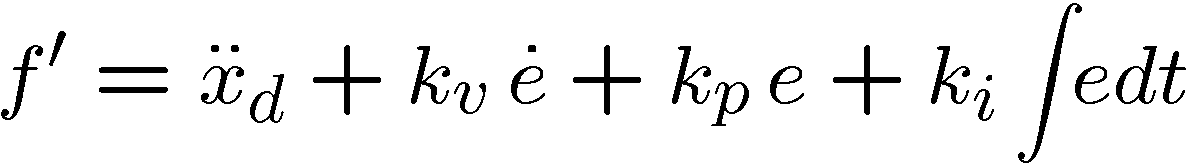 f′ = ẍ_d + k_v ė + k_p e + k_i ∫edt